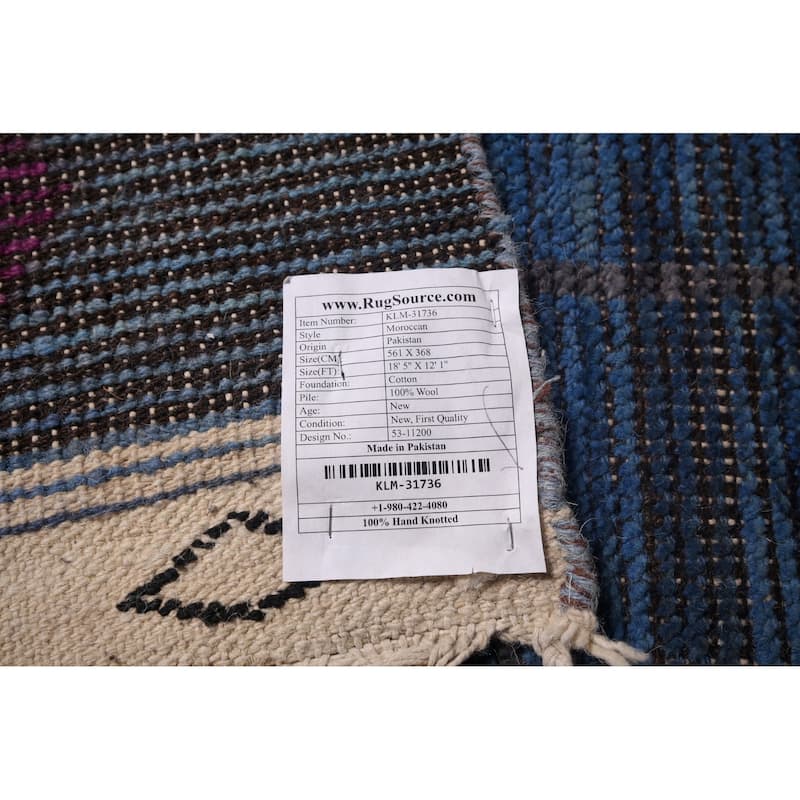 www.RugSource.com
Item Number: KLM-31736
Style Moroccan
Origin Pakistan
Size(CM) 561 X 368
Size(FT) 18' 5" X 12' 1"
Foundation: Cotton
Pile: 100% Wool
Age: New
Condition: New, First Quality
Design No.: 53-11200
Made in Pakistan
KLM-31736
+1-980-422-4080
100% Hand Knotted